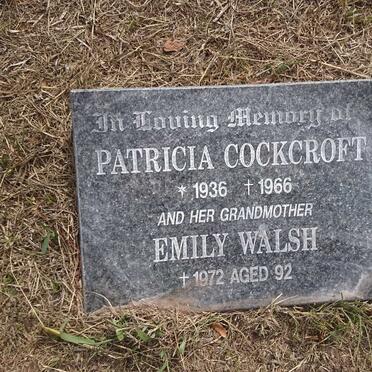 In Loving Memory of
PATRICIA COCKCROFT
* 1936 † 1966
AND HER GRANDMOTHER
EMILY WALSH
† 1972 AGED 92